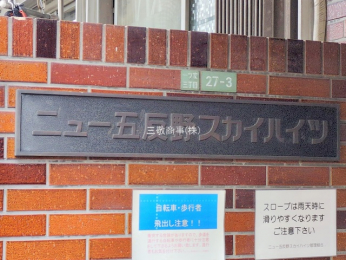 27-3
ニュー五反野スカイハイツ
三敬商事(株)
自転車・歩行者
飛出し注意!!
スロープは雨天時に
滑りやすくなります
ご注意下さい